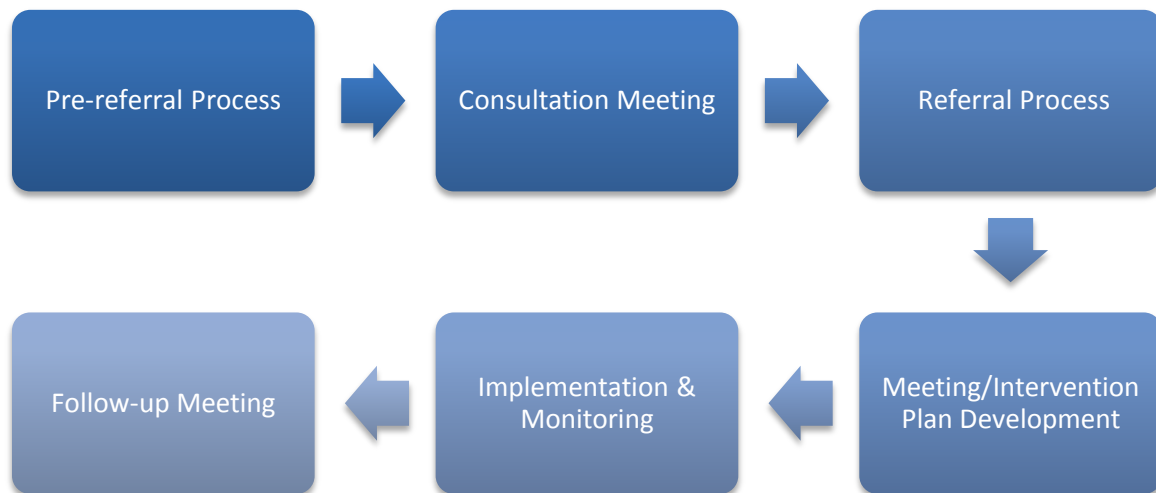 Pre-referral Process
Consultation Meeting
Referral Process
Meeting/Intervention
Plan Development
Implementation &
Monitoring
Follow-up Meeting